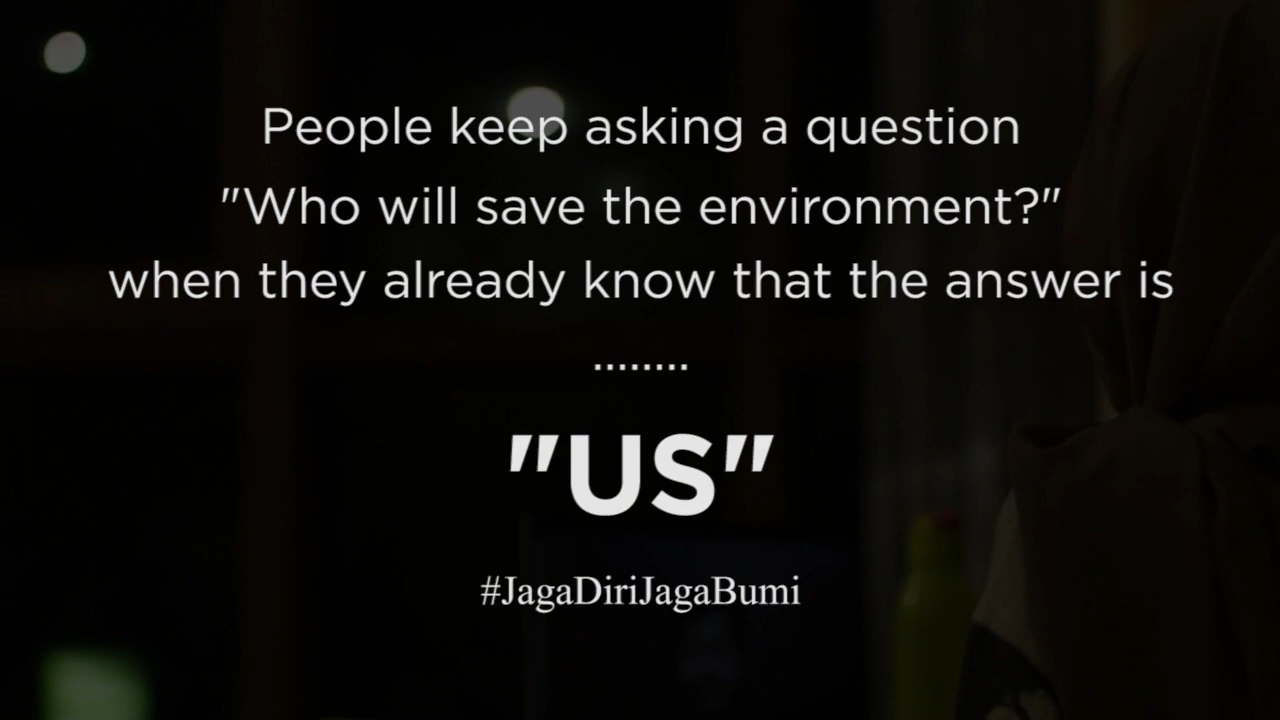 People keep asking a question
"Who will save the environment?"
when they already know that the answer is
........
"US"
#JagaDiriJagaBumi